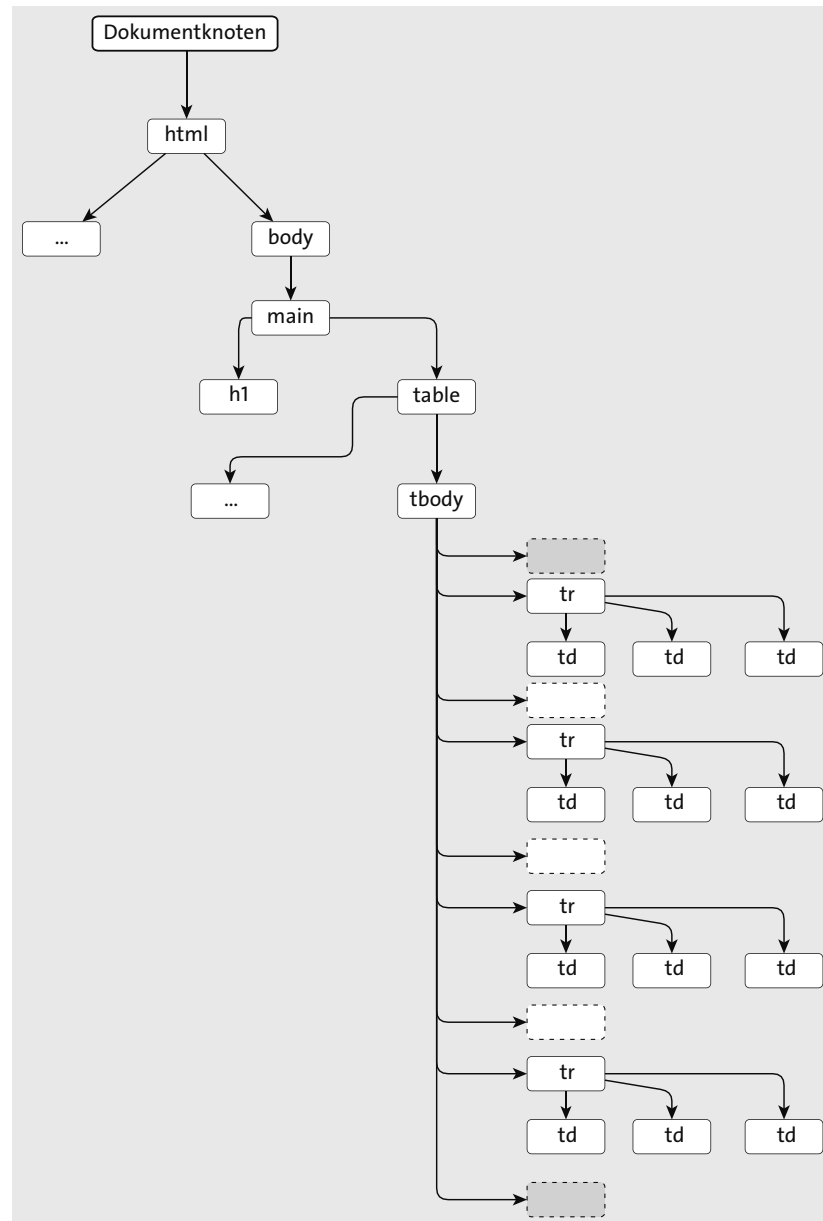 Dokumentknoten
html
...
body
main
h1
table
...
tbody
tr
td td td
tr
td td td
tr
td td td
tr
td td td